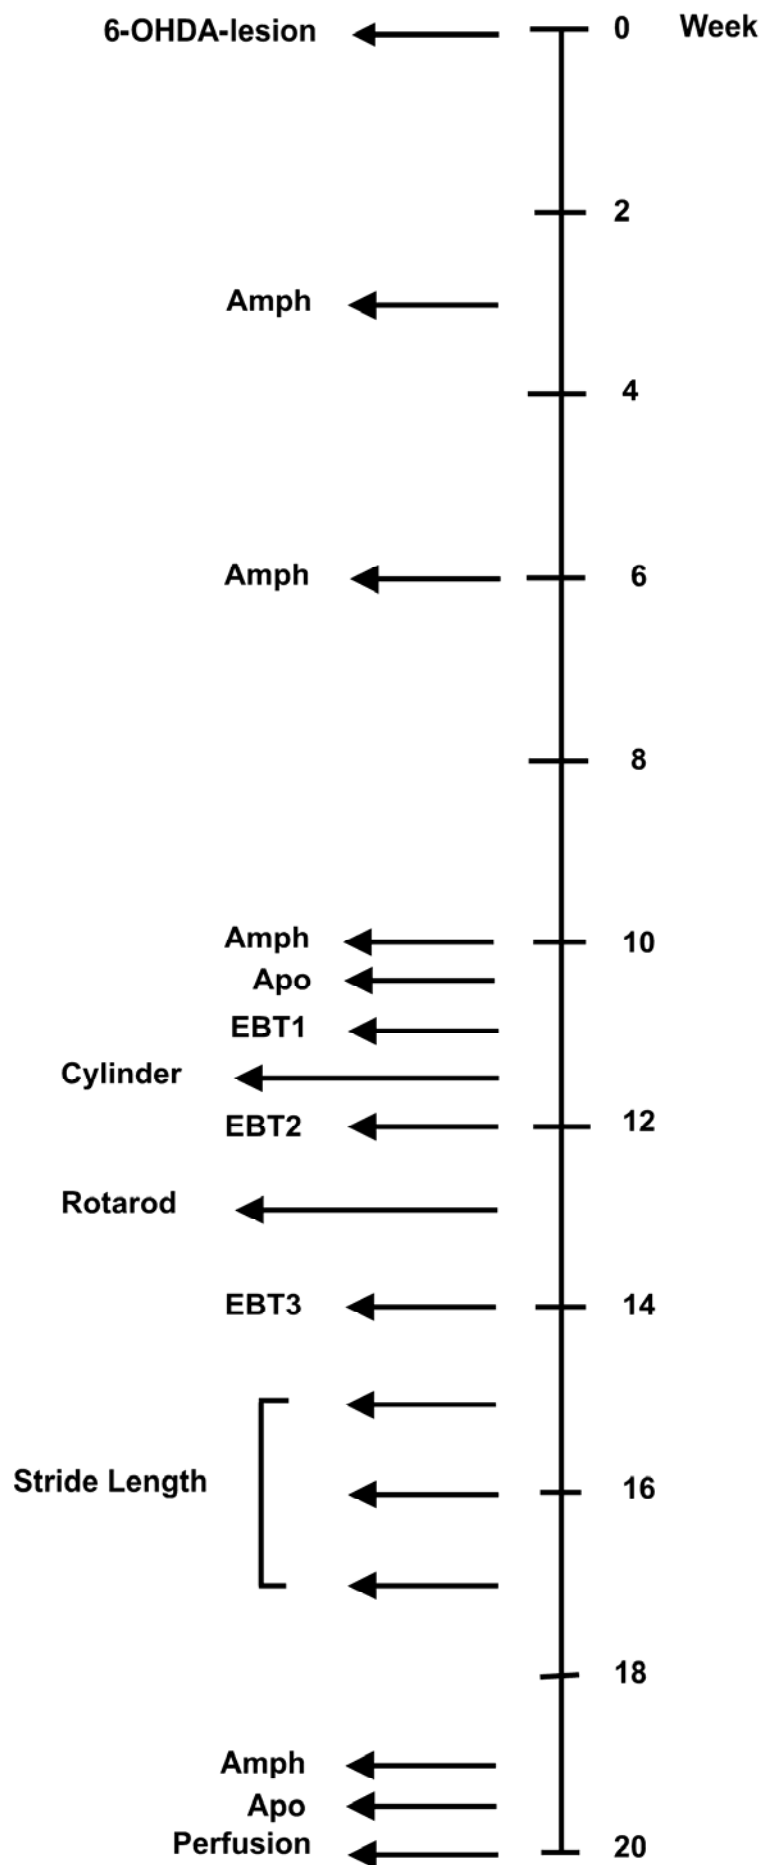 6-OHDA-lesion 0 Week
2
Amph
4
Amph 6
8
Amph 10
Apo
EBT1
Cylinder
EBT2 12
Rotarod
EBT3 14
Stride Length 16
18
Amph
Apo
Perfusion 20